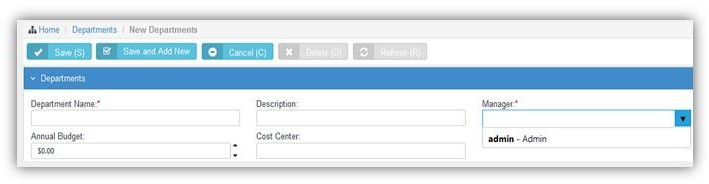 Home / Departments / New Departments
Save (S) Save and Add New Cancel (C) Delete (D) Refresh (R)
Departments
Department Name:* Description: Manager:*
admin - Admin
Annual Budget: Cost Center:
$0.00